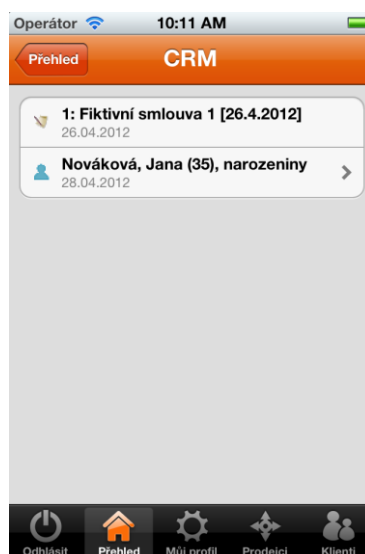 Operátor 10:11 AM
Přehled CRM
1: Fiktivní smlouva 1 [26.4.2012]
26.04.2012
Nováková, Jana (35), narozeniny
28.04.2012
Odhlásit Přehled Můj profil Prodejci Klienti